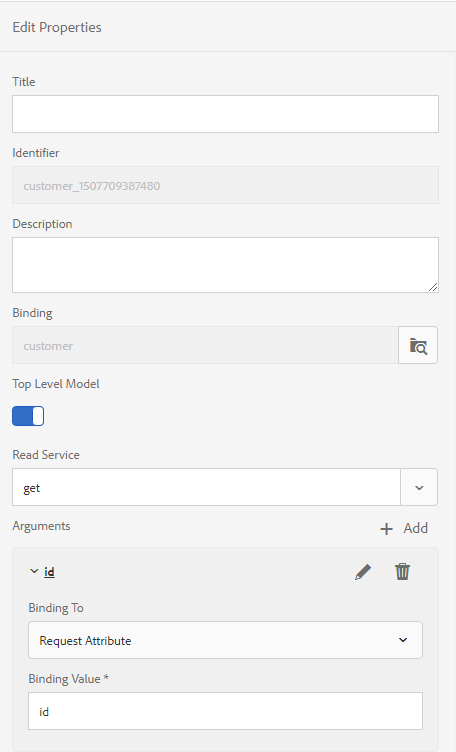 Edit Properties
Title
Identifier
customer_1507709387480
Description
Binding
customer
Top Level Model
Read Service
get
Arguments
Add
id
Binding To
Request Attribute
Binding Value *
id